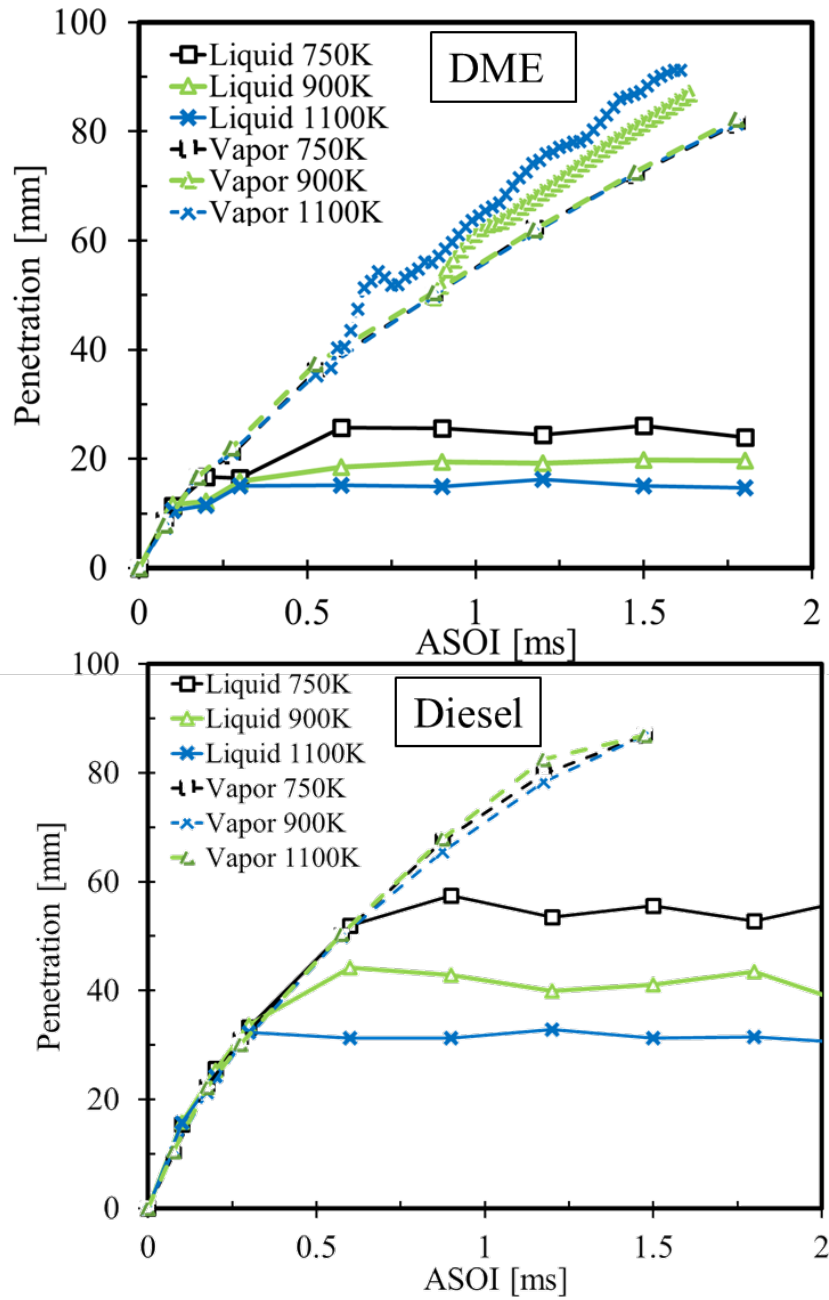 100
80
60
40
20
0
Penetration [mm]
Liquid 750K
Liquid 900K
Liquid 1100K
Vapor 750K
Vapor 900K
Vapor 1100K
DME
0
0.5
1
1.5
2
ASOI [ms]
100
80
60
40
20
0
Penetration [mm]
Liquid 750K
Liquid 900K
Liquid 1100K
Vapor 750K
Vapor 900K
Vapor 1100K
Diesel
0
0.5
1
1.5
2
ASOI [ms]